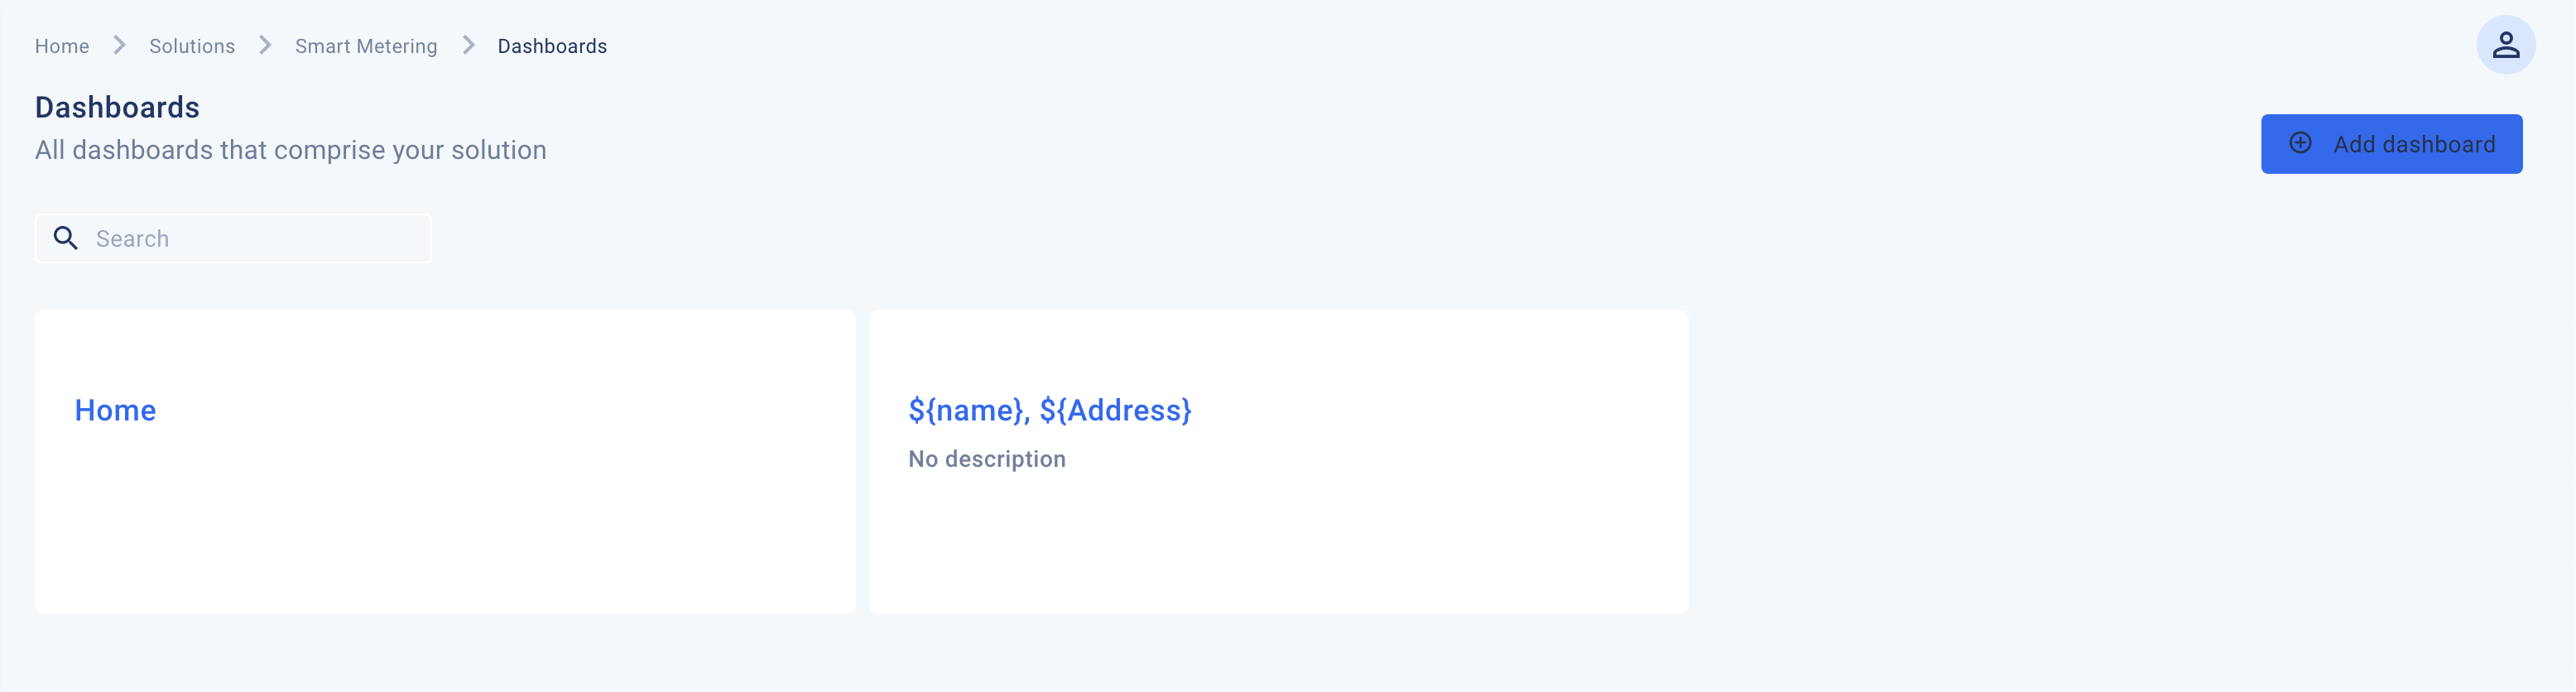 Home Solutions Smart Metering Dashboards
Dashboards
All dashboards that comprise your solution
Add dashboard
Search
Home
${name}, ${Address}
No description